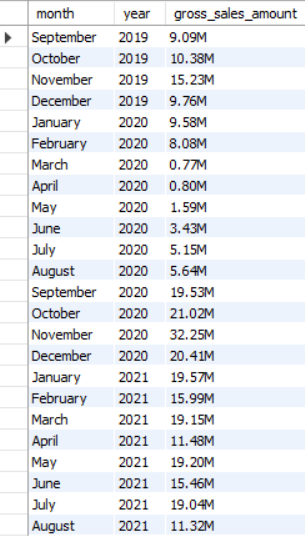 month year gross_sales_amount
September 2019 9.09M
October 2019 10.38M
November 2019 15.23M
December 2019 9.76M
January 2020 9.58M
February 2020 8.08M
March 2020 0.77M
April 2020 0.80M
May 2020 1.59M
June 2020 3.43M
July 2020 5.15M
August 2020 5.64M
September 2020 19.53M
October 2020 21.02M
November 2020 32.25M
December 2020 20.41M
January 2021 19.57M
February 2021 15.99M
March 2021 19.15M
April 2021 11.48M
May 2021 19.20M
June 2021 15.46M
July 2021 19.04M
August 2021 11.32M